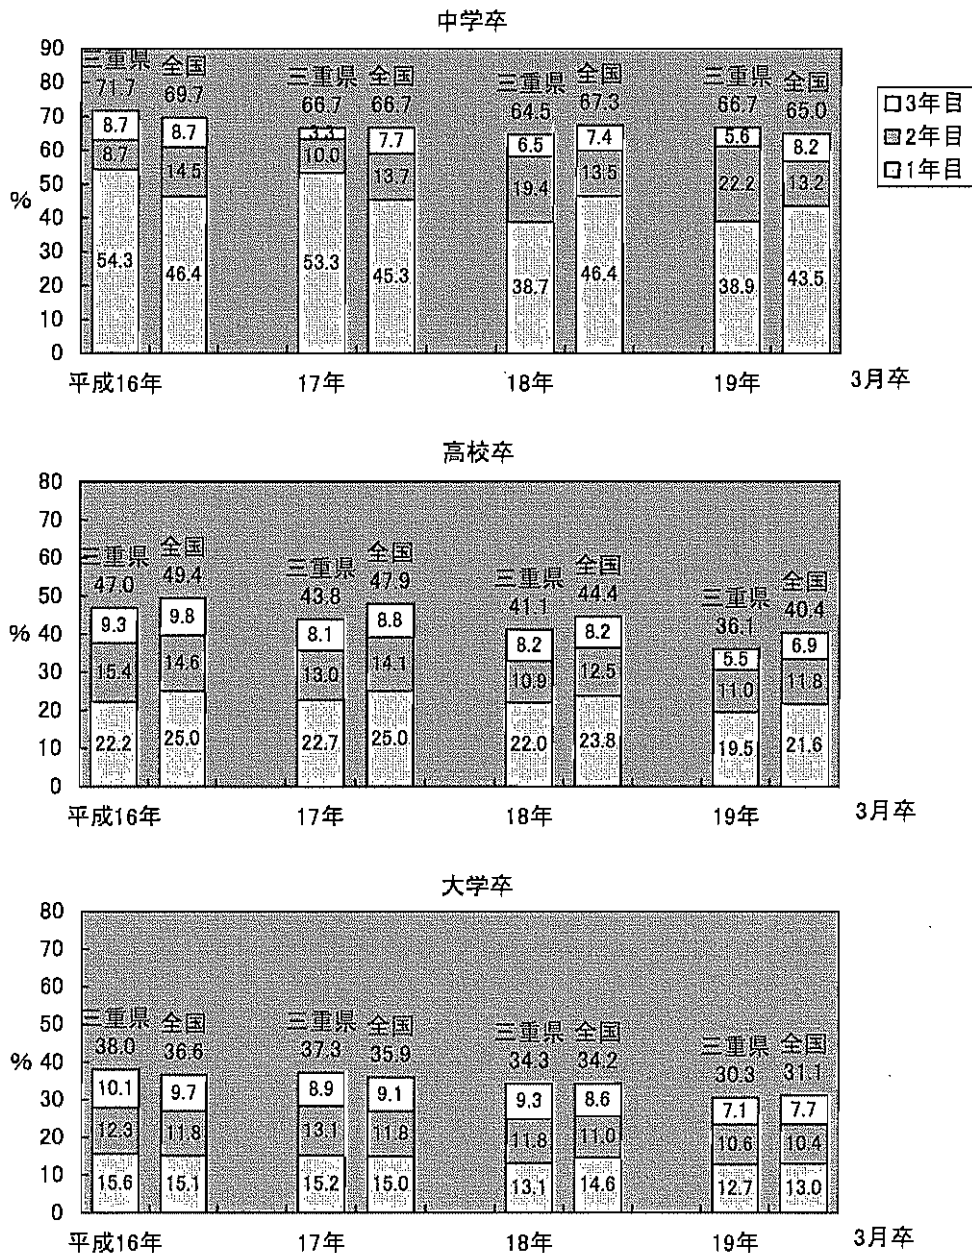 中学卒
90
80
70
60
50
40
30
20
10
0
%
三重県 全国 三重県 全国 三重県 全国 三重県 全国
71.7 69.7 66.7 66.7 64.5 67.3 66.7 65.0
8.7 8.7 3.3 7.7 6.5 7.4 5.6 8.2
8.7 14.5 10.0 13.7 19.4 13.5 22.2 13.2
54.3 46.4 53.3 45.3 38.7 46.4 38.9 43.5
平成16年 17年 18年 19年 3月卒
3年目
2年目
1年目
高校卒
80
70
60
50
40
30
20
10
0
%
三重県 全国 三重県 全国 三重県 全国 三重県 全国
47.0 49.4 43.8 47.9 41.1 44.4 36.1 40.4
9.3 9.8 8.1 8.8 8.2 8.2 5.5 6.9
15.4 14.6 13.0 14.1 10.9 12.5 11.0 11.8
22.2 25.0 22.7 25.0 22.0 23.8 19.5 21.6
平成16年 17年 18年 19年 3月卒
大学卒
80
70
60
50
40
30
20
10
0
%
三重県 全国 三重県 全国 三重県 全国 三重県 全国
38.0 36.6 37.3 35.9 34.3 34.2 30.3 31.1
10.1 9.7 8.9 9.1 9.3 8.6 7.1 7.7
12.3 11.8 13.1 11.8 11.8 11.0 10.6 10.4
15.6 15.1 15.2 15.0 13.1 14.6 12.7 13.0
平成16年 17年 18年 19年 3月卒